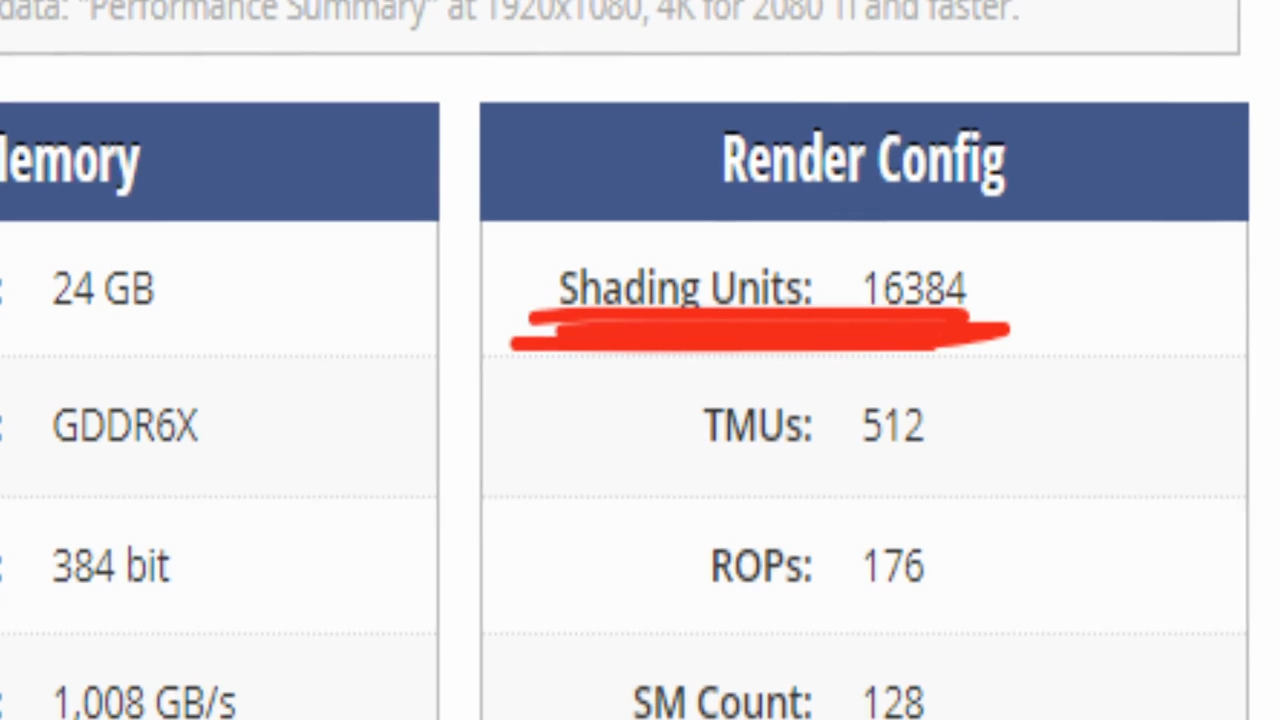 data: "Performance Summary" at 1920x1080, 4K for 2080 Ti and faster.
Render Config
24 GB
Shading Units: 16384
GDDR6X
TMUs: 512
384 bit
ROPs: 176
1,008 GB/s
SM Count: 128